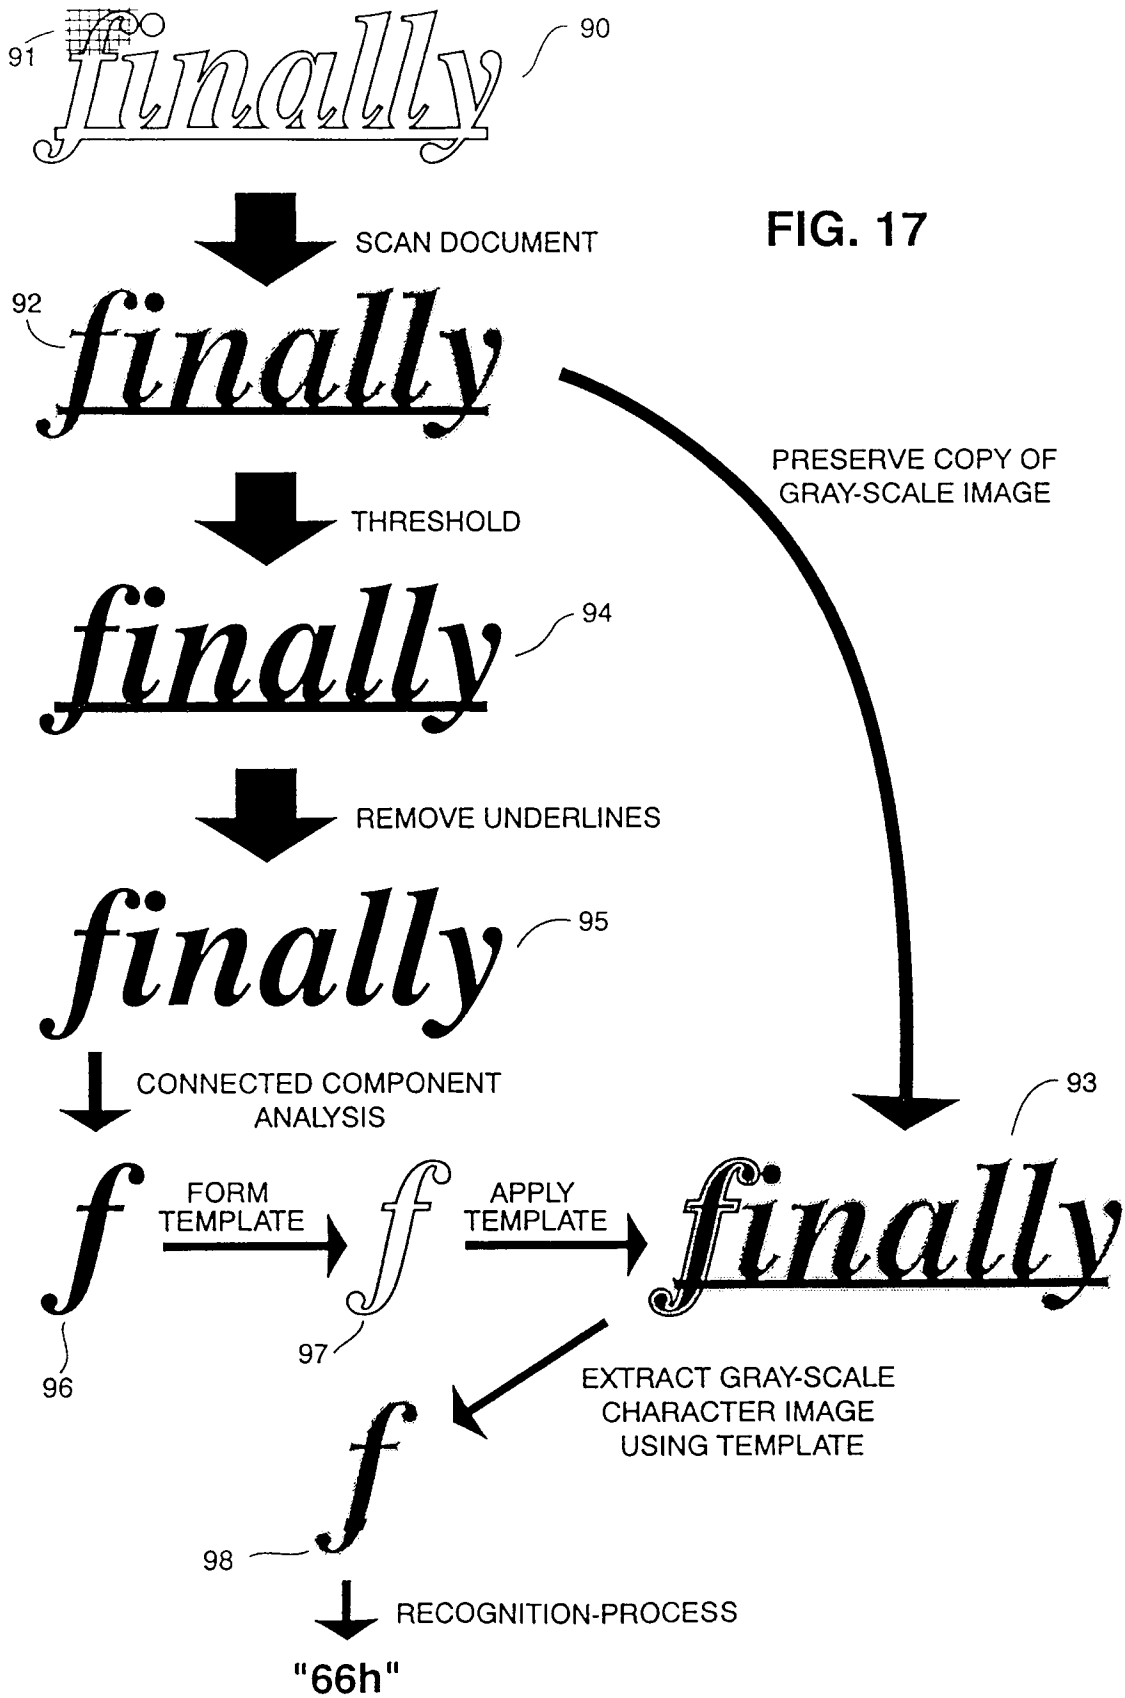 91
finally
90
SCAN DOCUMENT
FIG. 17
92
finally
PRESERVE COPY OF
GRAY-SCALE IMAGE
THRESHOLD
finally
94
REMOVE UNDERLINES
finally
95
CONNECTED COMPONENT
ANALYSIS
93
f
FORM
TEMPLATE
f
APPLY
TEMPLATE
finally
96
97
EXTRACT GRAY-SCALE
CHARACTER IMAGE
USING TEMPLATE
f
98
RECOGNITION-PROCESS
"66h"